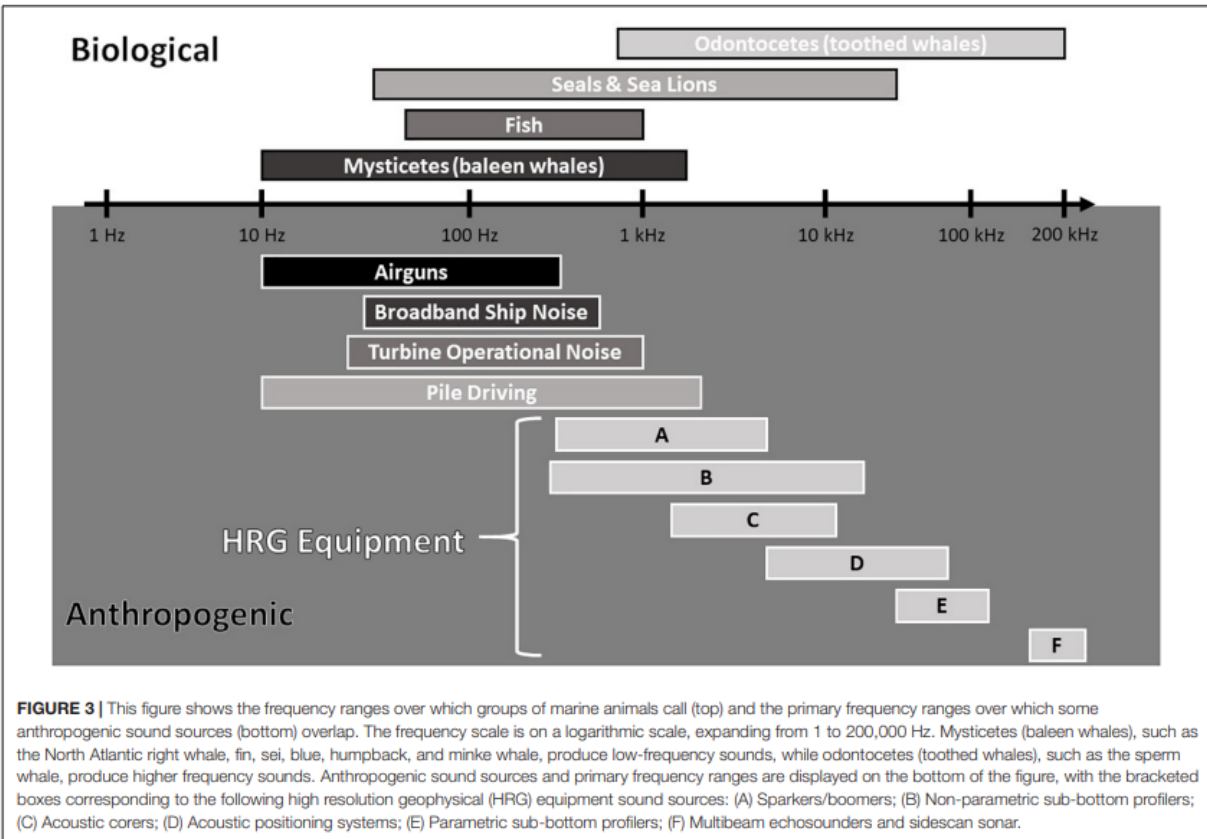 Biological
Odontocetes (toothed whales)
Seals & Sea Lions
Fish
Mysticetes (baleen whales)
1 Hz 10 Hz 100 Hz 1 kHz 10 kHz 100 kHz 200 kHz
Airguns
Broadband Ship Noise
Turbine Operational Noise
Pile Driving
A
B
C
HRG Equipment
D
E
Anthropogenic
F
FIGURE 3 | This figure shows the frequency ranges over which groups of marine animals call (top) and the primary frequency ranges over which some
anthropogenic sound sources (bottom) overlap. The frequency scale is on a logarithmic scale, expanding from 1 to 200,000 Hz. Mysticetes (baleen whales), such as
the North Atlantic right whale, fin, sei, blue, humpback, and minke whale, produce low-frequency sounds, while odontocetes (toothed whales), such as the sperm
whale, produce higher frequency sounds. Anthropogenic sound sources and primary frequency ranges are displayed on the bottom of the figure, with the bracketed
boxes corresponding to the following high resolution geophysical (HRG) equipment sound sources: (A) Sparkers/boomers; (B) Non-parametric sub-bottom profilers;
(C) Acoustic corers; (D) Acoustic positioning systems; (E) Parametric sub-bottom profilers; (F) Multibeam echosounders and sidescan sonar.